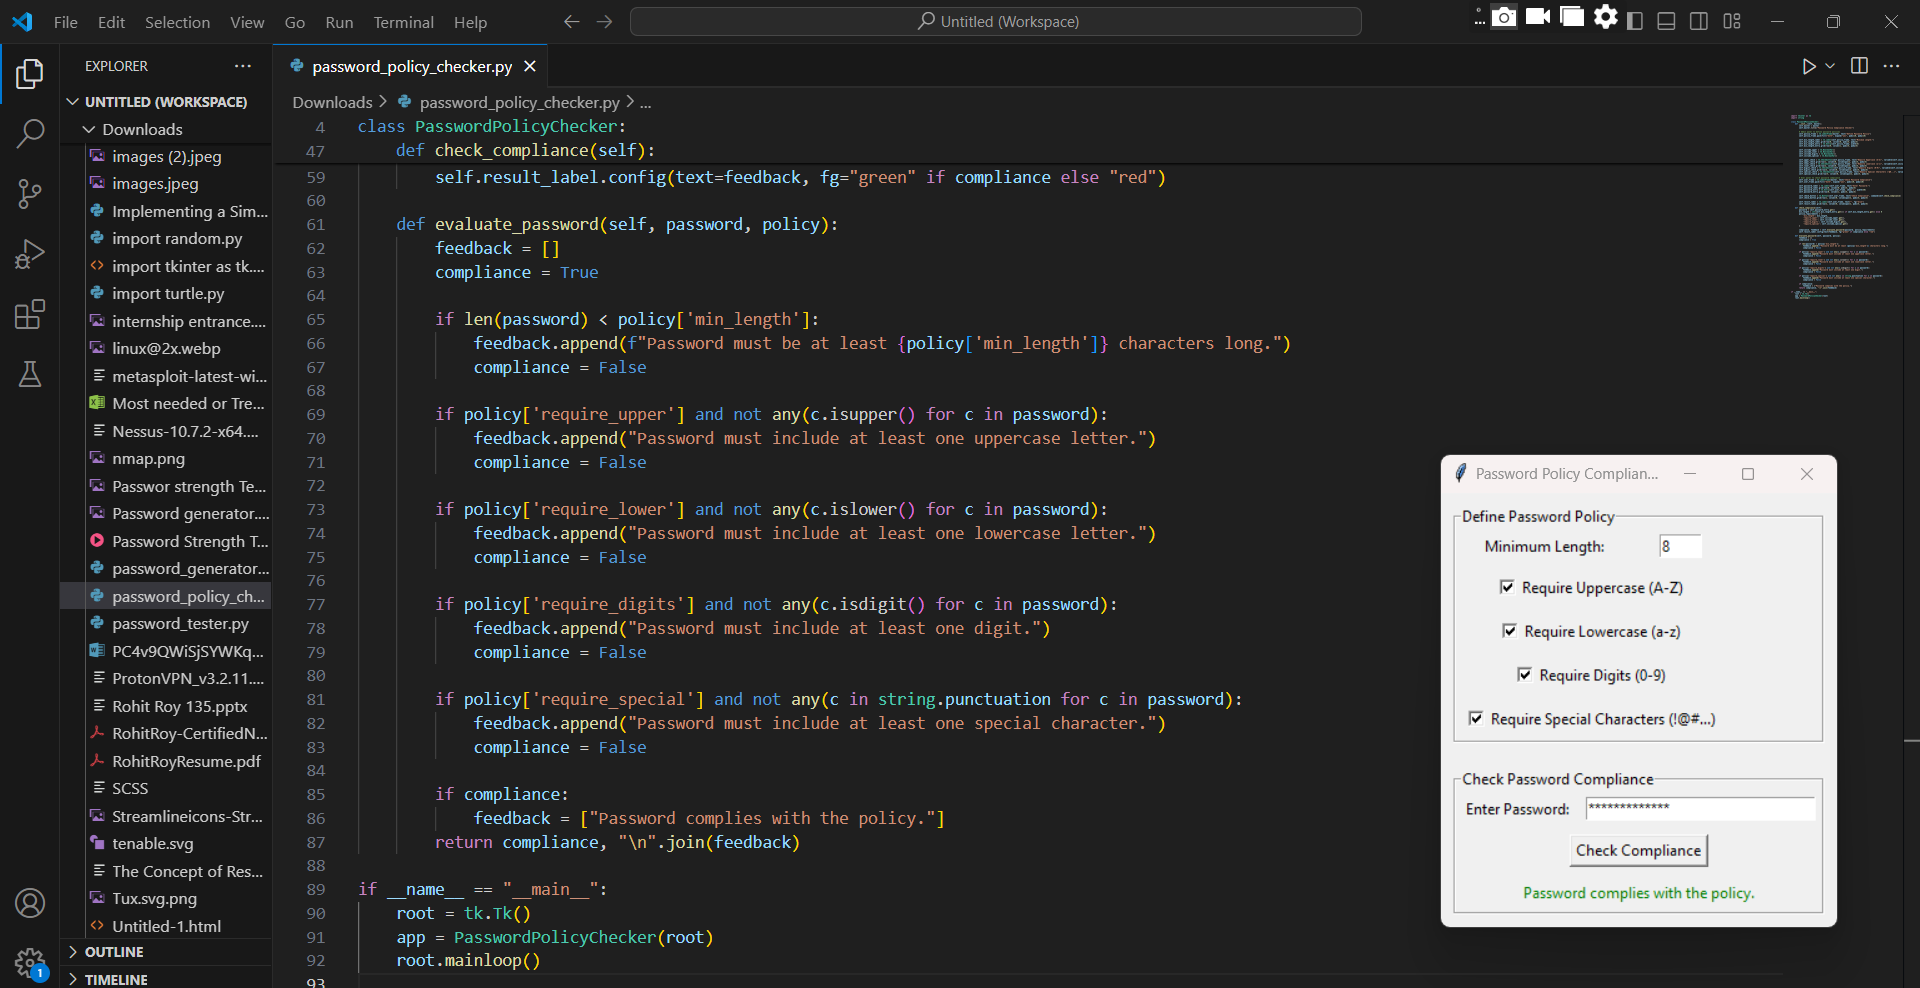 File Edit Selection View Go Run Terminal Help
Untitled (Workspace)
EXPLORER
UNTITLED (WORKSPACE)
Downloads
images (2).jpeg
images.jpeg
Implementing a Sim...
import random.py
import tkinter as tk....
import turtle.py
internship entrance....
linux@2x.webp
metasploit-latest-wi...
Most needed or Tre...
Nessus-10.7.2-x64....
nmap.png
Passwor strength Te...
Password generator....
Password Strength T...
password_generator...
password_policy_ch...
password_tester.py
PC4v9QWiSjSYWKq...
ProtonVPN_v3.2.11....
Rohit Roy 135.pptx
RohitRoy-CertifiedN...
RohitRoyResume.pdf
SCSS
Streamlineicons-Str...
tenable.svg
The Concept of Res...
Tux.svg.png
Untitled-1.html
OUTLINE
TIMELINE
1
password_policy_checker.py
Downloads > password_policy_checker.py > ...
4 class PasswordPolicyChecker:
47 def check_compliance(self):
59 self.result_label.config(text=feedback, fg="green" if compliance else "red")
60
61 def evaluate_password(self, password, policy):
62 feedback = []
63 compliance = True
64
65 if len(password) < policy['min_length']:
66 feedback.append(f"Password must be at least {policy['min_length']} characters long.")
67 compliance = False
68
69 if policy['require_upper'] and not any(c.isupper() for c in password):
70 feedback.append("Password must include at least one uppercase letter.")
71 compliance = False
72
73 if policy['require_lower'] and not any(c.islower() for c in password):
74 feedback.append("Password must include at least one lowercase letter.")
75 compliance = False
76
77 if policy['require_digits'] and not any(c.isdigit() for c in password):
78 feedback.append("Password must include at least one digit.")
79 compliance = False
80
81 if policy['require_special'] and not any(c in string.punctuation for c in password):
82 feedback.append("Password must include at least one special character.")
83 compliance = False
84
85 if compliance:
86 feedback = ["Password complies with the policy."]
87 return compliance, "\n".join(feedback)
88
89 if __name__ == "__main__":
90 root = tk.Tk()
91 app = PasswordPolicyChecker(root)
92 root.mainloop()
93
Password Policy Complian...
Define Password Policy
Minimum Length: 8
Require Uppercase (A-Z)
Require Lowercase (a-z)
Require Digits (0-9)
Require Special Characters (!@#...)
Check Password Compliance
Enter Password: *************
Check Compliance
Password complies with the policy.